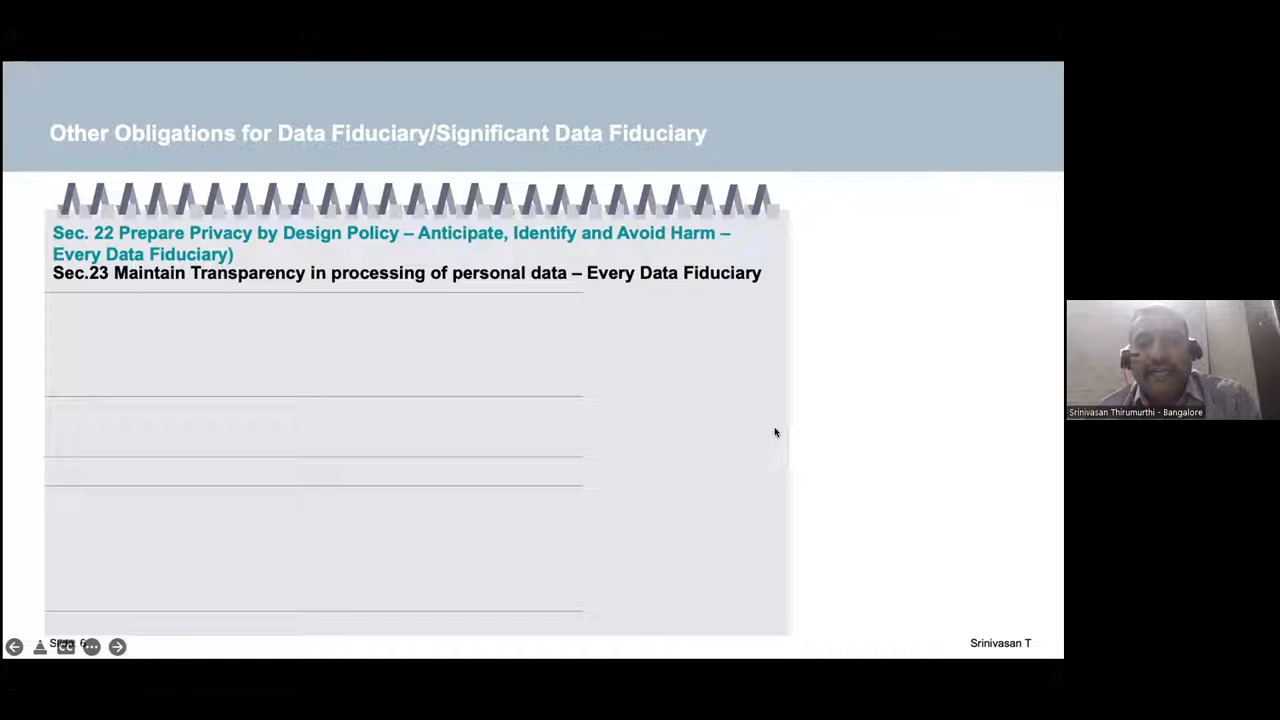 Other Obligations for Data Fiduciary/Significant Data Fiduciary
Sec. 22 Prepare Privacy by Design Policy – Anticipate, Identify and Avoid Harm –
Every Data Fiduciary)
Sec.23 Maintain Transparency in processing of personal data – Every Data Fiduciary
Srinivasan Thirumurthi - Bangalore
CC
Srinivasan T